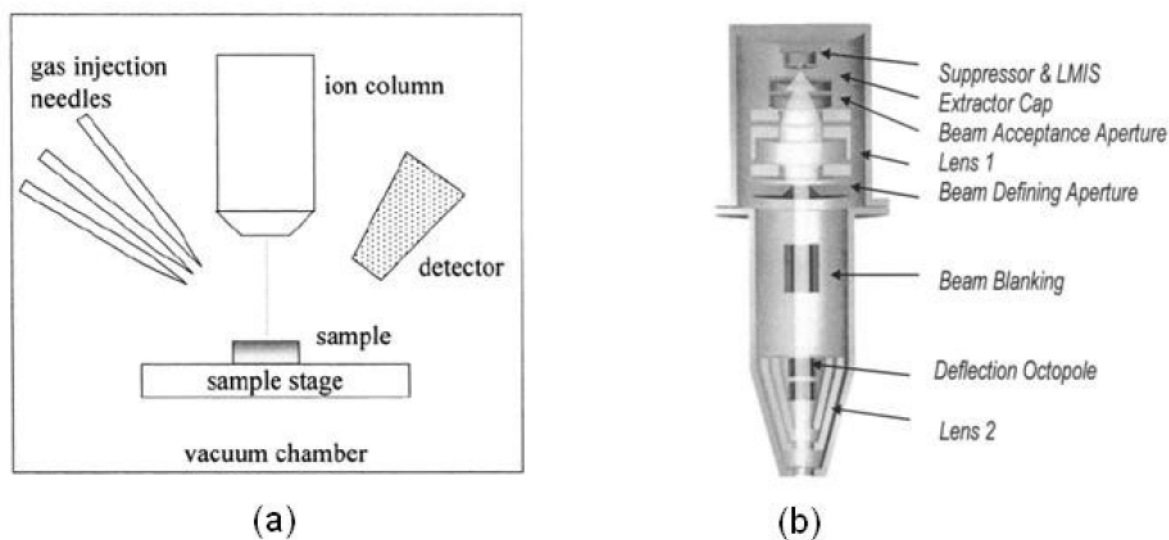 gas injection
needles
ion column
detector
sample
sample stage
vacuum chamber
(a)
Suppressor & LMIS
Extractor Cap
Beam Acceptance Aperture
Lens 1
Beam Defining Aperture
Beam Blanking
Deflection Octopole
Lens 2
(b)